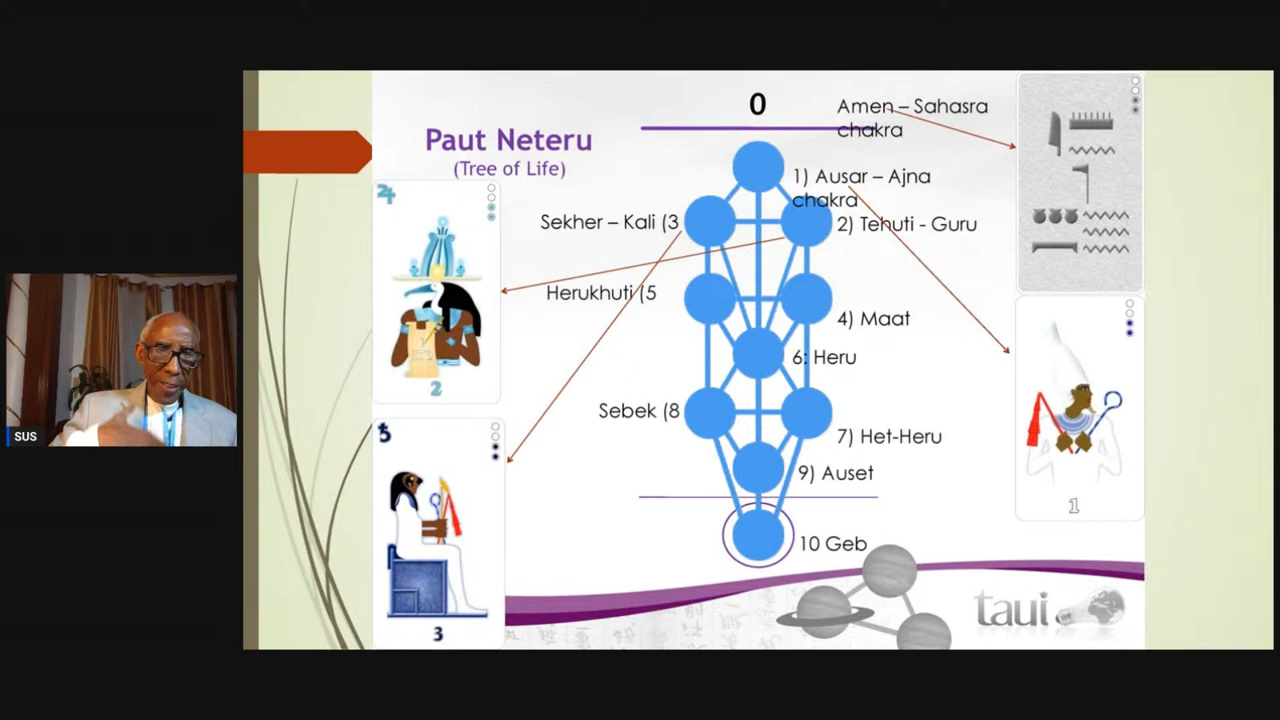 0
Amen – Sahasra
chakra
Paut Neteru
(Tree of Life)
1) Ausar – Ajna
chakra
Sekher – Kali (3
2) Tehuti - Guru
Herukhuti (5
4) Maat
6: Heru
Sebek (8
7) Het-Heru
9) Auset
10 Geb
2
3
1
SUS
taui